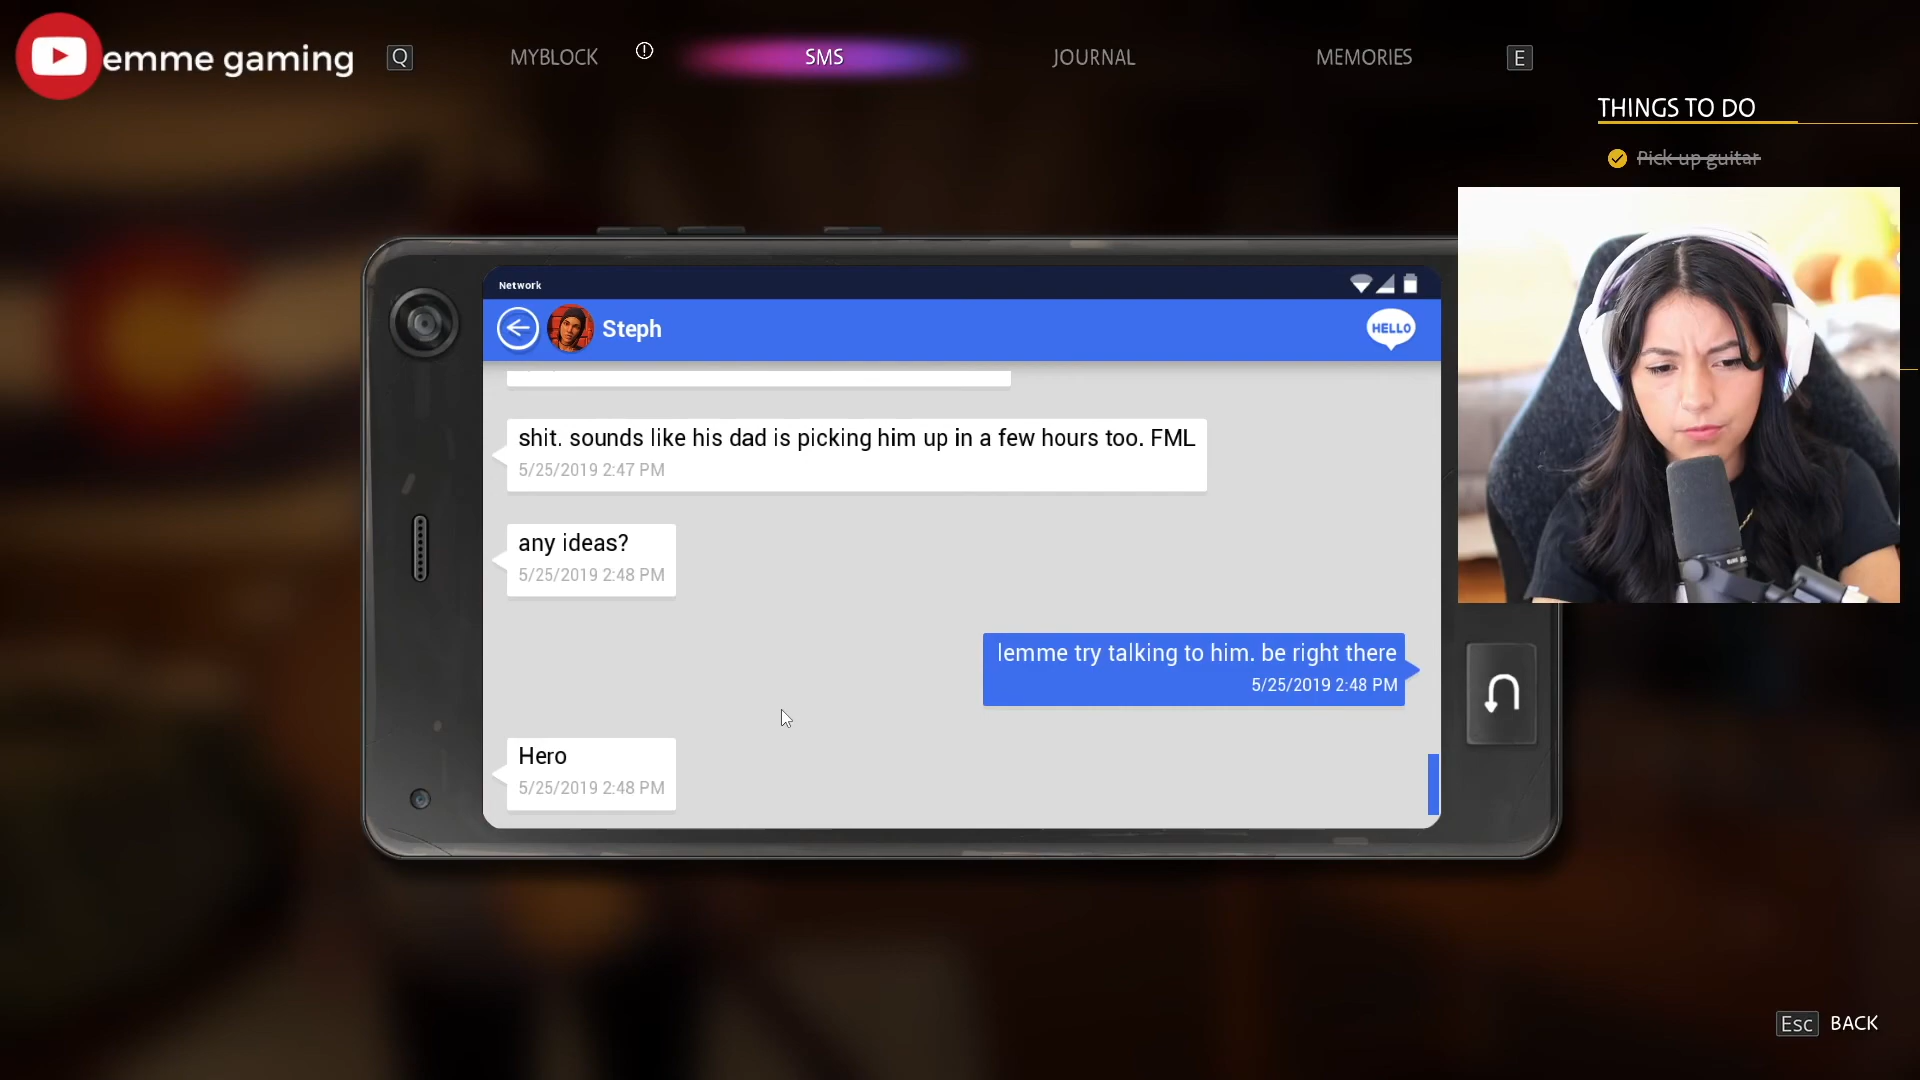 emme gaming
Q
MYBLOCK
SMS
JOURNAL
MEMORIES
E
THINGS TO DO
Pick up guitar
Network
Steph
HELLO
shit. sounds like his dad is picking him up in a few hours too. FML
5/25/2019 2:47 PM
any ideas?
5/25/2019 2:48 PM
lemme try talking to him. be right there
5/25/2019 2:48 PM
Hero
5/25/2019 2:48 PM
Esc BACK